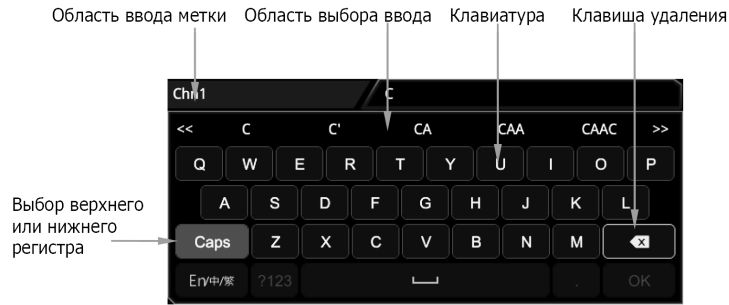 Область ввода метки Область выбора ввода Клавиатура Клавиша удаления
Chn1 C
<< C C' CA CAA CAAC >>
Q W E R T Y U I O P
A S D F G H J K L
Выбор верхнего
или нижнего
регистра
Caps Z X C V B N M
En/中/繁 ?123 . OK